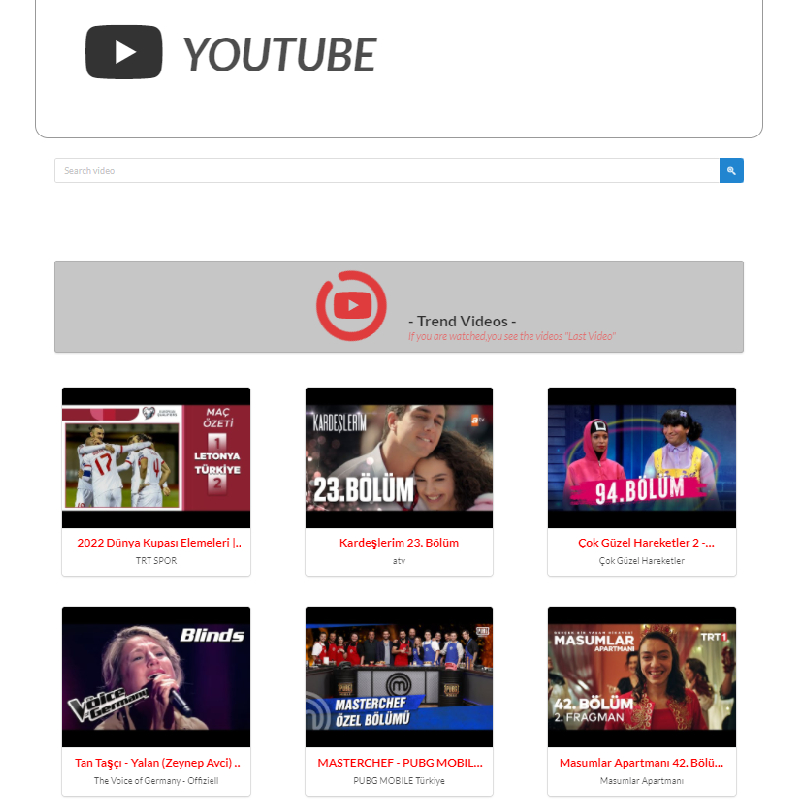 YOUTUBE
Search video
- Trend Videos -
If you are watched,you see the videos "Last Video"
MAÇ
ÖZETİ
1
LETONYA
TÜRKİYE
2
17
4
2022 Dünya Kupası Elemeleri |..
TRT SPOR
KARDEŞLERİM
atv
23.BÖLÜM
Kardeşlerim 23. Bölüm
atv
94.BÖLÜM
Çok Güzel Hareketler 2 -...
Çok Güzel Hareketler
Blinds
The Voice of Germany
Tan Taşçı - Yalan (Zeynep Avci) ..
The Voice of Germany - Offiziell
PUBG
MASTERCHEF
ÖZEL BÖLÜMÜ
MASTERCHEF - PUBG MOBIL...
PUBG MOBILE Türkiye
MASUMLAR
APARTMANI
TRT1
42. BÖLÜM
2. FRAGMAN
Masumlar Apartmanı 42. Bölü...
Masumlar Apartmanı